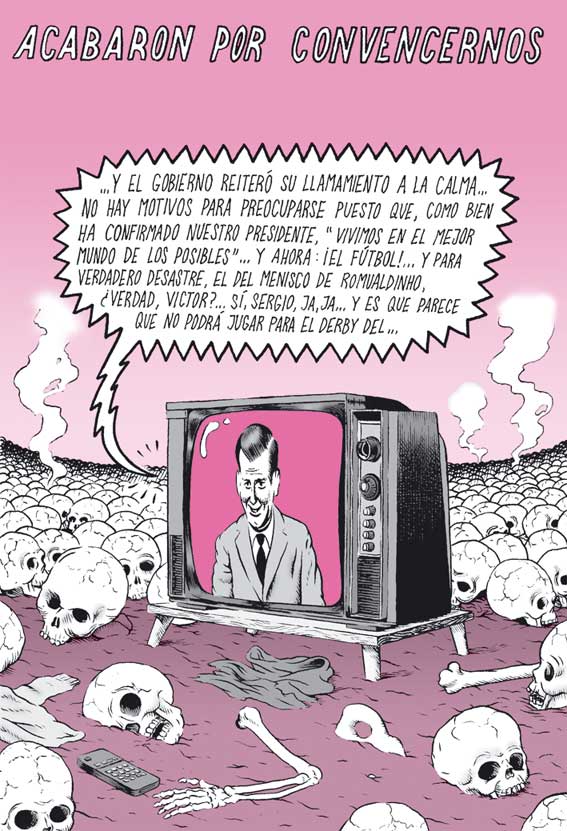 ACABARON POR CONVENCERNOS
...Y EL GOBIERNO REITERÓ SU LLAMAMIENTO A LA CALMA...
NO HAY MOTIVOS PARA PREOCUPARSE PUESTO QUE, COMO BIEN
HA CONFIRMADO NUESTRO PRESIDENTE, "VIVIMOS EN EL MEJOR
MUNDO DE LOS POSIBLES"... Y AHORA: ¡EL FÚTBOL!... Y PARA
VERDADERO DESASTRE, EL DEL MENISCO DE ROMUALDINHO,
¿VERDAD, VICTOR?... SÍ, SERGIO, JA, JA... Y ES QUE PARECE
QUE NO PODRÁ JUGAR PARA EL DERBY DEL...